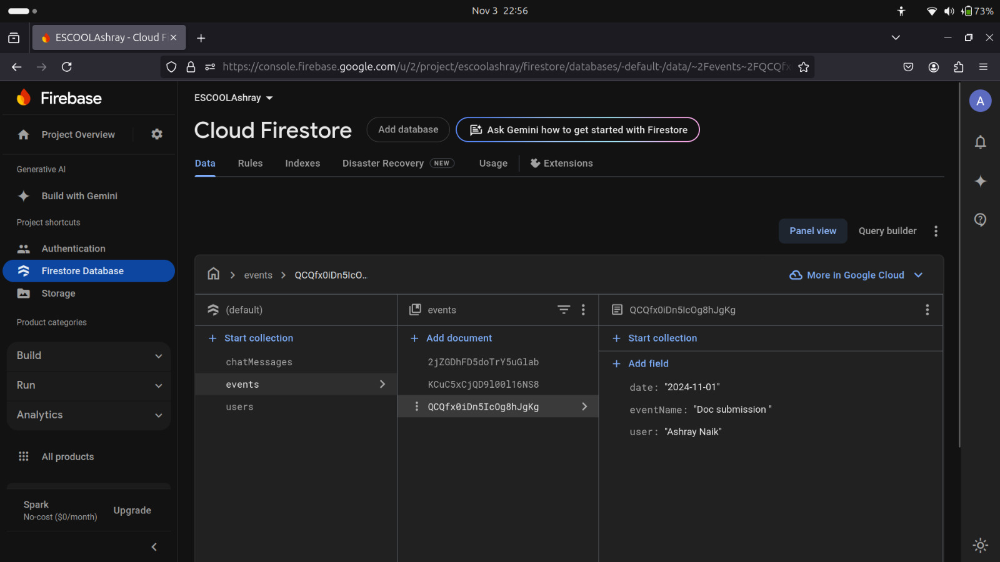 Nov 3 22:56
73%
ESCOOLAshray - Cloud F
https://console.firebase.google.com/u/2/project/escoolashray/firestore/databases/-default-/data/~2Fevents~2FQCQfx
Firebase
Project Overview
Generative AI
Build with Gemini
Project shortcuts
Authentication
Firestore Database
Storage
Product categories
Build
Run
Analytics
All products
Spark
No-cost ($0/month)
Upgrade
ESCOOLAshray
Cloud Firestore
Add database
Ask Gemini how to get started with Firestore
Data
Rules
Indexes
Disaster Recovery NEW
Usage
Extensions
Panel view
Query builder
events
QCQfx0iDn5IcO..
More in Google Cloud
(default)
Start collection
chatMessages
events
users
events
Add document
2jZGDhFD5doTrY5uGlab
KCuC5xCjQD9l00l16NS8
QCQfx0iDn5IcOg8hJgKg
QCQfx0iDn5IcOg8hJgKg
Start collection
Add field
date: "2024-11-01"
eventName: "Doc submission "
user: "Ashray Naik"
A